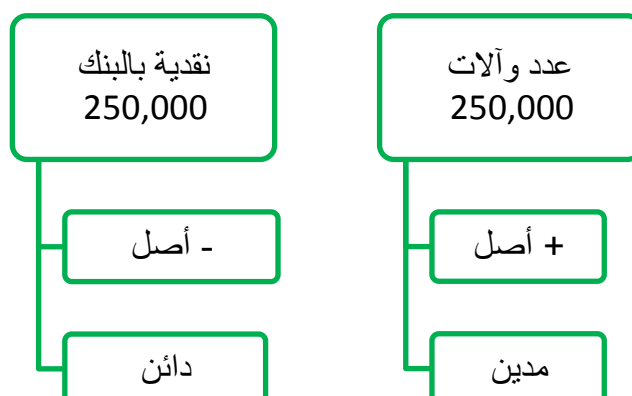 عدد وآلات
250,000
+ أصل
مدين
نقدية بالبنك
250,000
- أصل
دائن